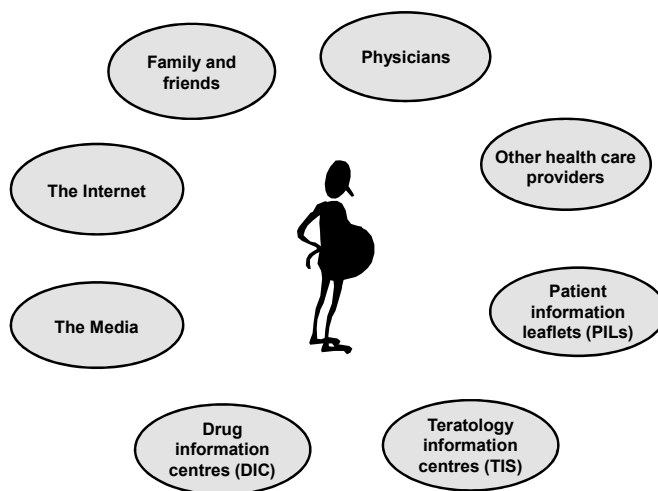 Family and
friends
Physicians
Other health care
providers
The Internet
Patient
information
leaflets (PILs)
The Media
Drug
information
centres (DIC)
Teratology
information
centres (TIS)